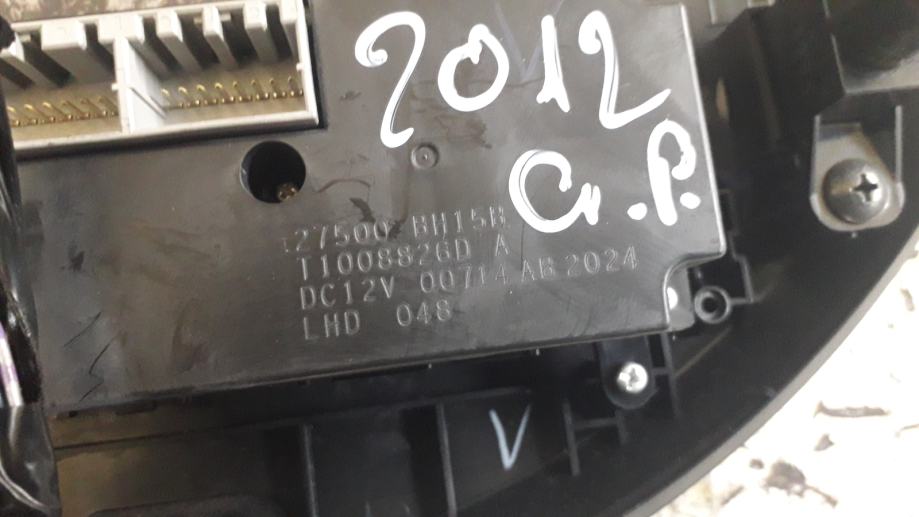 2012
G.P.
27500 BH15B
T1008826D A
DC12V 00714 AB 2024
LHD 048
V